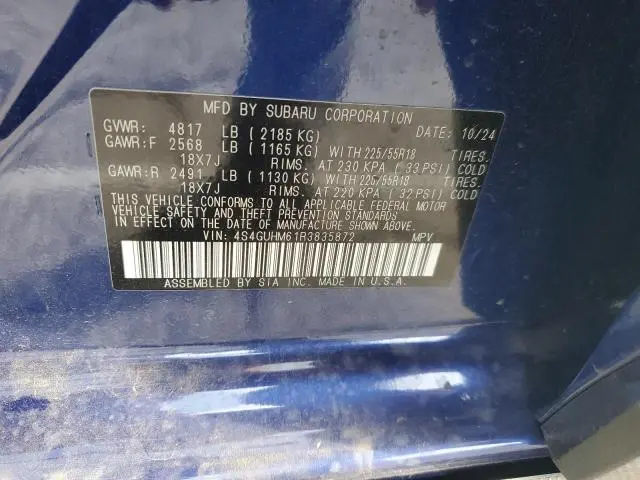 MFD BY SUBARU CORPORATION
GVWR: 4817 LB (2185 KG) DATE: 10/24
GAWR:F 2568 LB (1165 KG) WITH 225/55R18 TIRES.
18X7J RIMS. AT 230 KPA (33 PSI) COLD
GAWR:R 2491 LB (1130 KG) WITH 225/55R18 TIRES.
18X7J RIMS. AT 220 KPA (32 PSI) COLD
THIS VEHICLE CONFORMS TO ALL APPLICABLE FEDERAL MOTOR
VEHICLE SAFETY AND THEFT PREVENTION STANDARDS
IN EFFECT ON THE DATE OF MANUFACTURE SHOWN ABOVE.
VIN: 4S4GUHM61R3835872 MPV
ASSEMBLED BY SIA INC. MADE IN U.S.A.